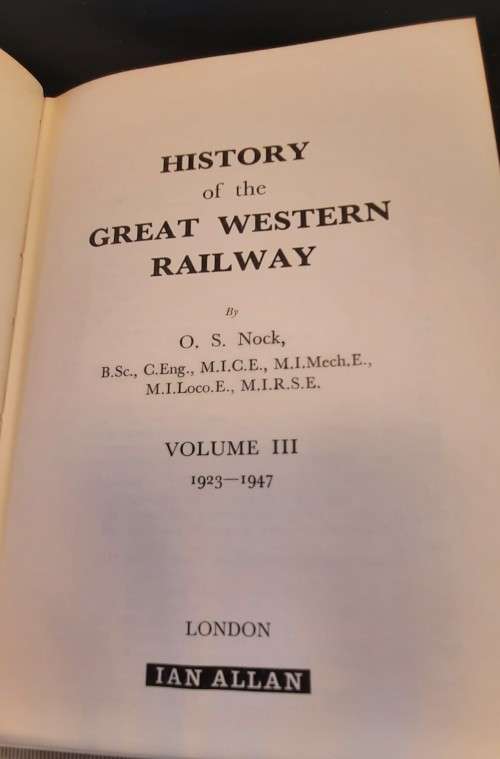 HISTORY
of the
GREAT WESTERN
RAILWAY
By
O. S. Nock,
B.Sc., C.Eng., M.I.C.E., M.I.Mech.E.,
M.I.Loco.E., M.I.R.S.E.
VOLUME III
1923—1947
LONDON
IAN ALLAN